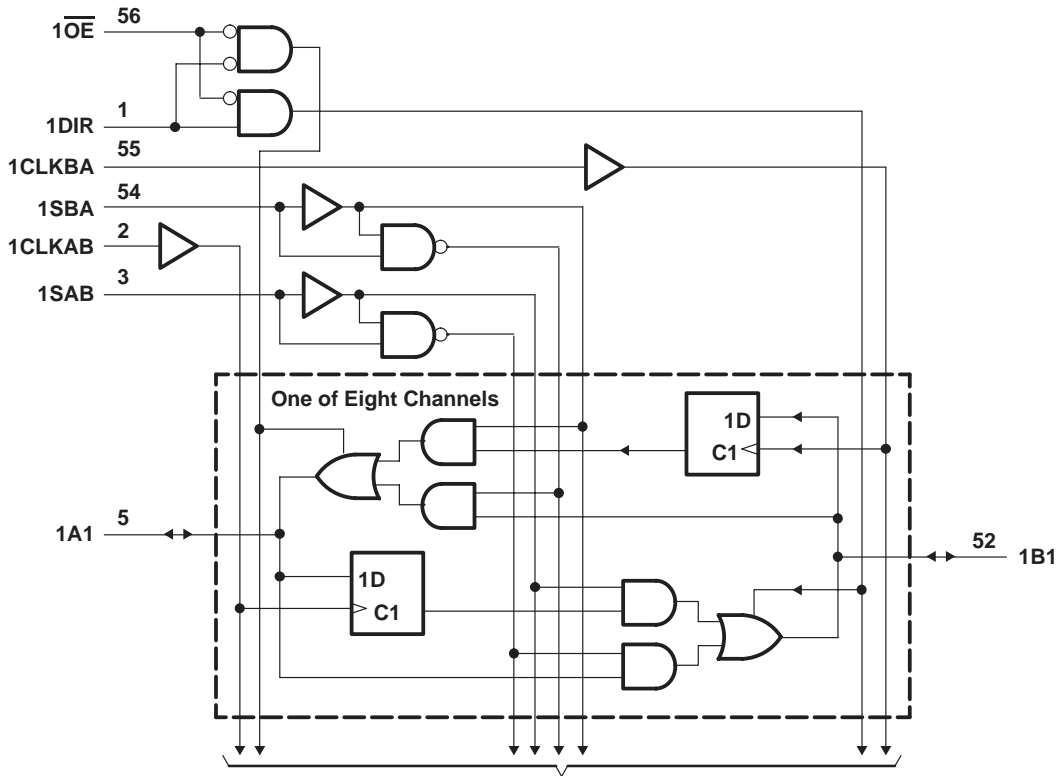 1O̅E̅ 56
1DIR 1
1CLKBA 55
1SBA 54
1CLKAB 2
1SAB 3
One of Eight Channels
1D
C1
1A1 5
52 1B1
1D
C1